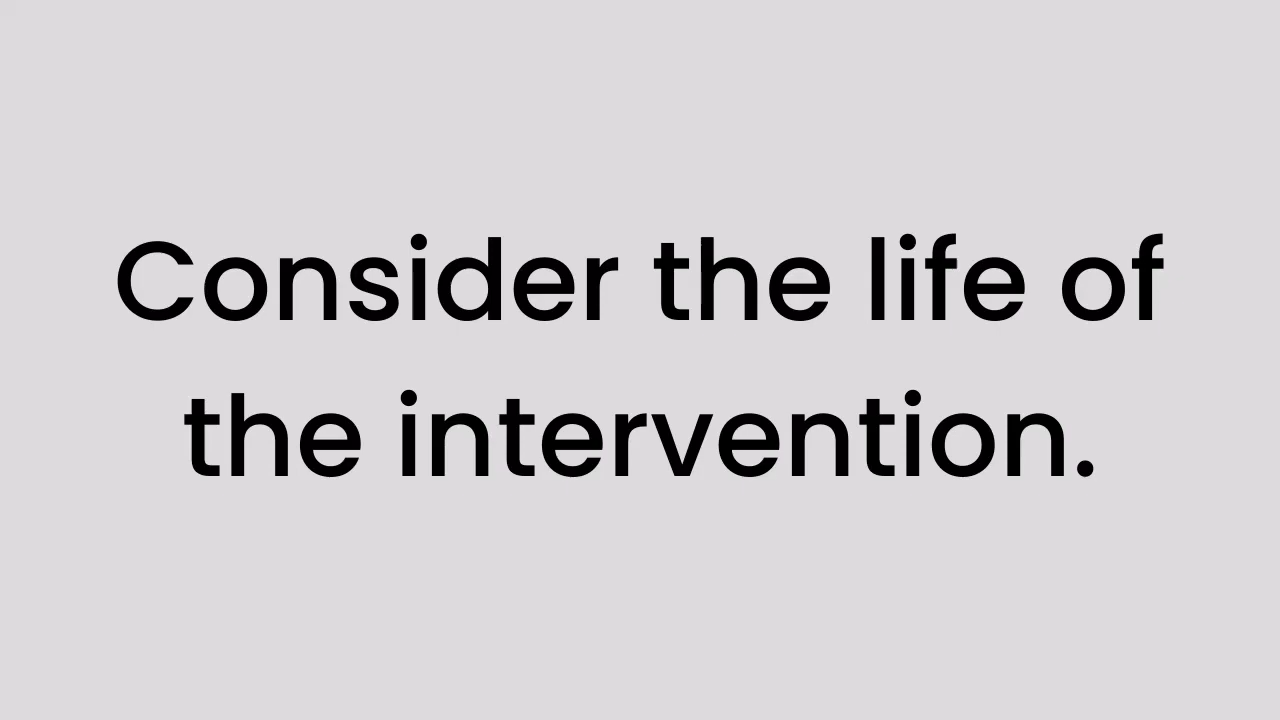 Consider the life of
the intervention.